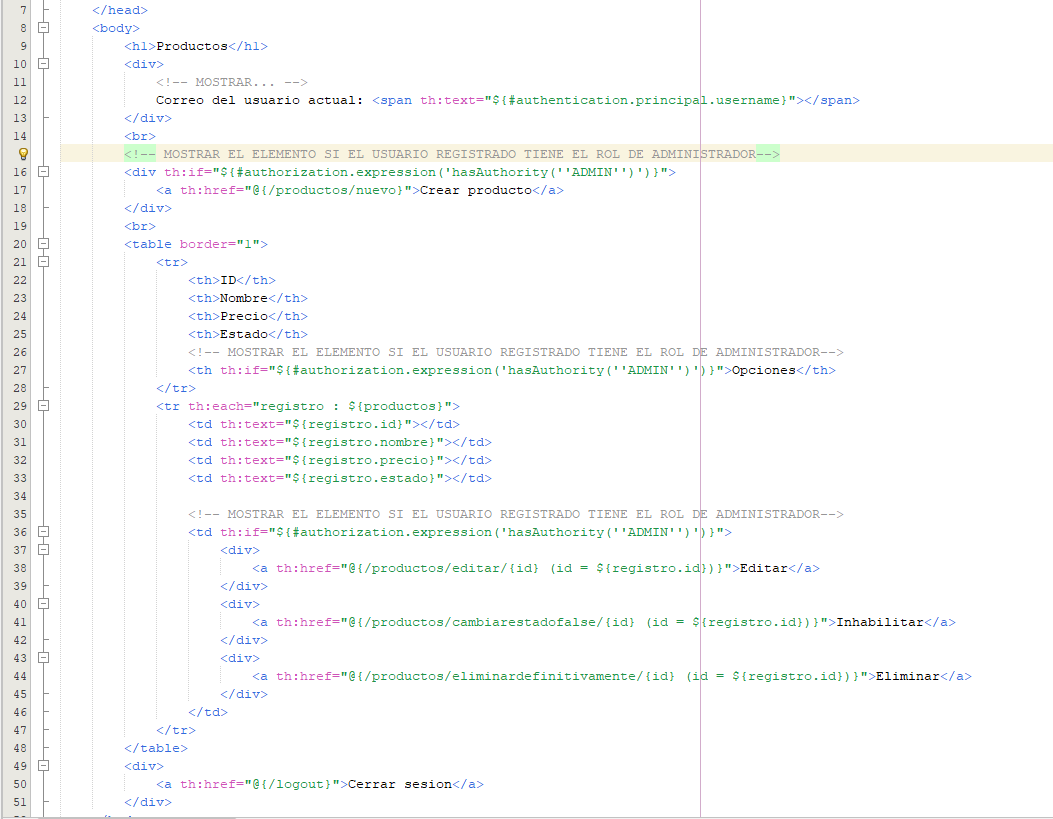 7 </head>
8 <body>
9 <h1>Productos</h1>
10 <div>
11 <!-- MOSTRAR... -->
12 Correo del usuario actual: <span th:text="${#authentication.principal.username}"></span>
13 </div>
14 <br>
<!-- MOSTRAR EL ELEMENTO SI EL USUARIO REGISTRADO TIENE EL ROL DE ADMINISTRADOR-->
16 <div th:if="${#authorization.expression('hasAuthority(''ADMIN'')')}">
17 <a th:href="@{/productos/nuevo}">Crear producto</a>
18 </div>
19 <br>
20 <table border="1">
21 <tr>
22 <th>ID</th>
23 <th>Nombre</th>
24 <th>Precio</th>
25 <th>Estado</th>
26 <!-- MOSTRAR EL ELEMENTO SI EL USUARIO REGISTRADO TIENE EL ROL DE ADMINISTRADOR-->
27 <th th:if="${#authorization.expression('hasAuthority(''ADMIN'')')}">Opciones</th>
28 </tr>
29 <tr th:each="registro : ${productos}">
30 <td th:text="${registro.id}"></td>
31 <td th:text="${registro.nombre}"></td>
32 <td th:text="${registro.precio}"></td>
33 <td th:text="${registro.estado}"></td>
34
35 <!-- MOSTRAR EL ELEMENTO SI EL USUARIO REGISTRADO TIENE EL ROL DE ADMINISTRADOR-->
36 <td th:if="${#authorization.expression('hasAuthority(''ADMIN'')')}">
37 <div>
38 <a th:href="@{/productos/editar/{id} (id = ${registro.id})}">Editar</a>
39 </div>
40 <div>
41 <a th:href="@{/productos/cambiarestadofalse/{id} (id = ${registro.id})}">Inhabilitar</a>
42 </div>
43 <div>
44 <a th:href="@{/productos/eliminardefinitivamente/{id} (id = ${registro.id})}">Eliminar</a>
45 </div>
46 </td>
47 </tr>
48 </table>
49 <div>
50 <a th:href="@{/logout}">Cerrar sesion</a>
51 </div>